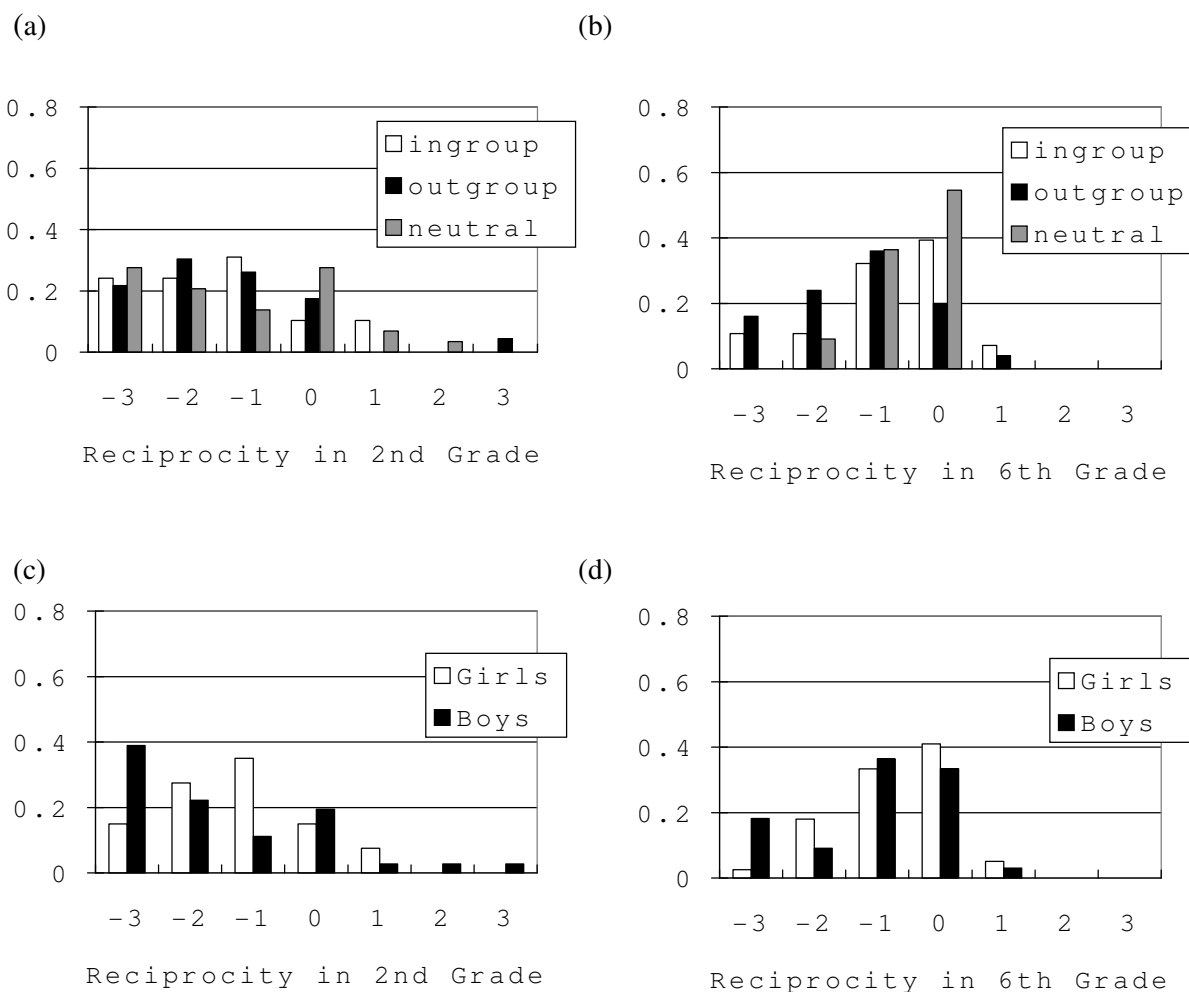 (a)
0.8
0.6
0.4
0.2
0
ingroup
outgroup
neutral
-3 -2 -1 0 1 2 3
Reciprocity in 2nd Grade
(b)
0.8
0.6
0.4
0.2
0
ingroup
outgroup
neutral
-3 -2 -1 0 1 2 3
Reciprocity in 6th Grade
(c)
0.8
0.6
0.4
0.2
0
Girls
Boys
-3 -2 -1 0 1 2 3
Reciprocity in 2nd Grade
(d)
0.8
0.6
0.4
0.2
0
Girls
Boys
-3 -2 -1 0 1 2 3
Reciprocity in 6th Grade